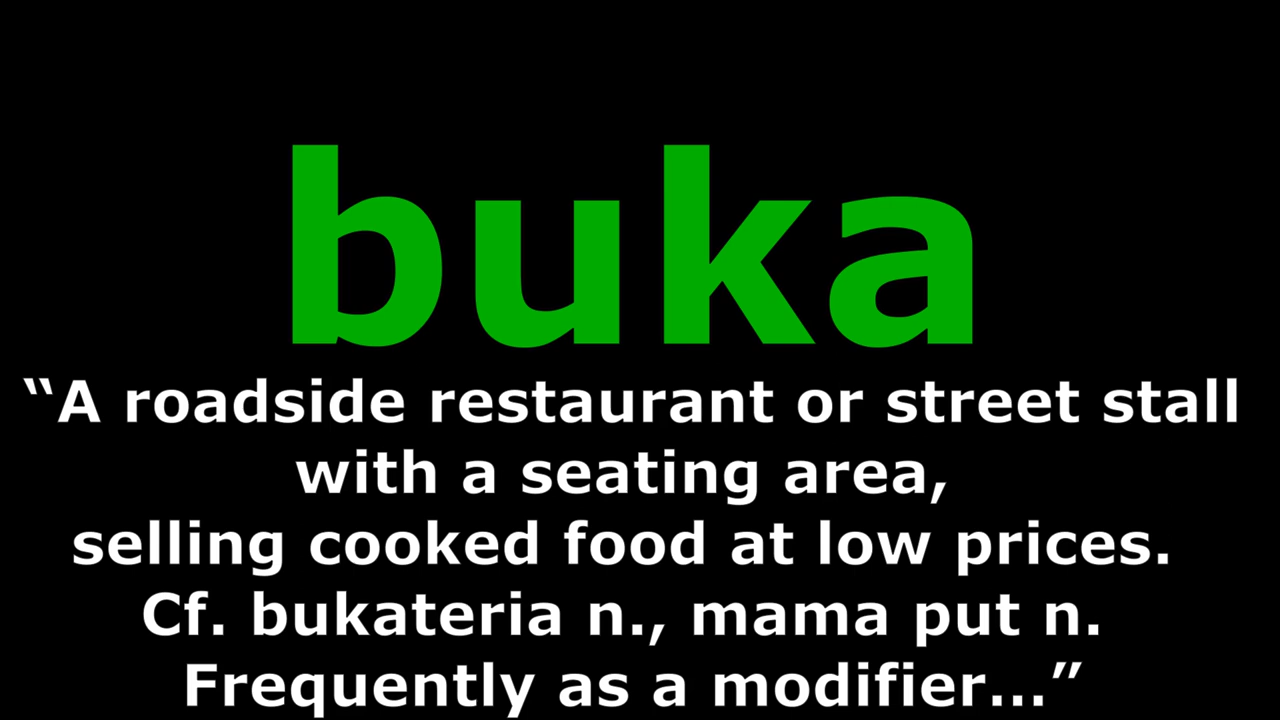 buka
“A roadside restaurant or street stall
with a seating area,
selling cooked food at low prices.
Cf. bukateria n., mama put n.
Frequently as a modifier...”